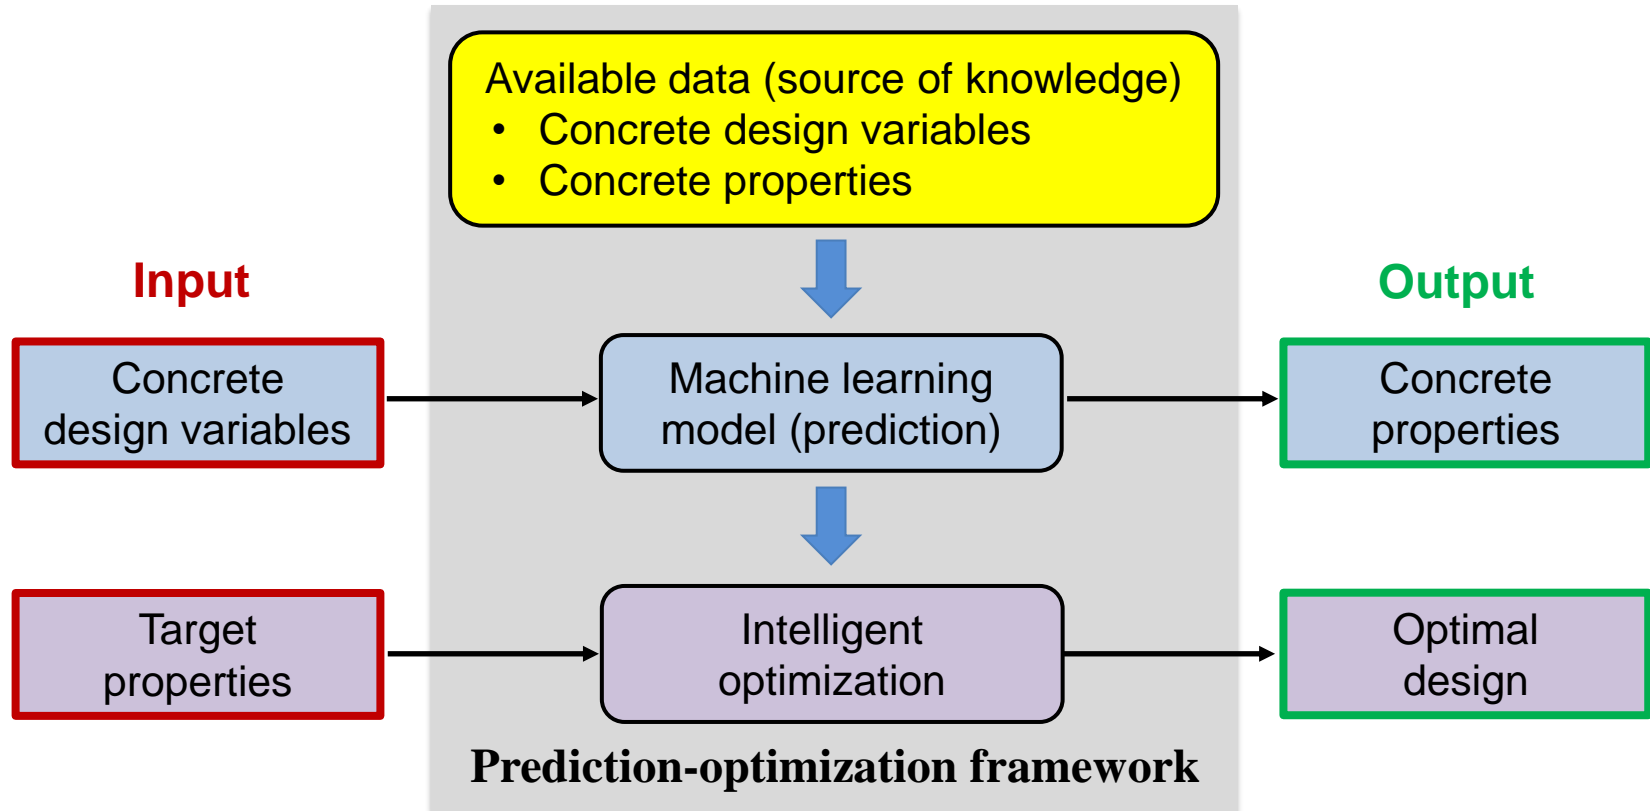 Available data (source of knowledge)
• Concrete design variables
• Concrete properties
Input
Output
Concrete
design variables
Machine learning
model (prediction)
Concrete
properties
Target
properties
Intelligent
optimization
Optimal
design
Prediction-optimization framework